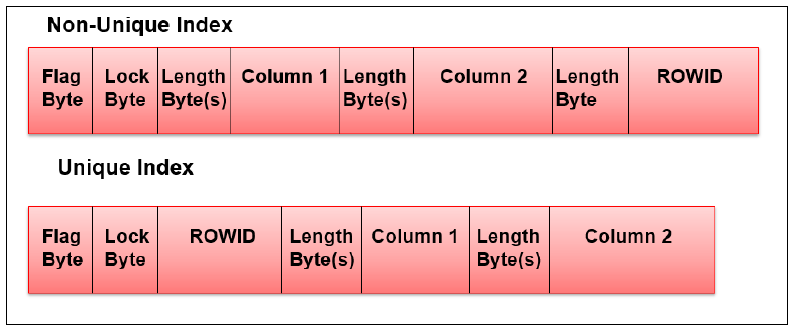 Non-Unique Index
Flag Lock Length Column 1 Length Column 2 Length ROWID
Byte Byte Byte(s) Byte(s) Byte
Unique Index
Flag Lock ROWID Length Column 1 Length Column 2
Byte Byte Byte(s) Byte(s)